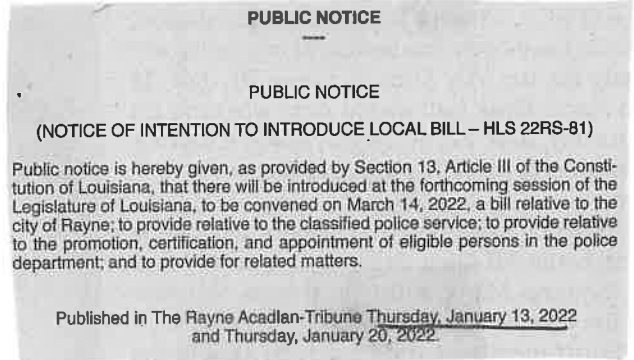 PUBLIC NOTICE
PUBLIC NOTICE
(NOTICE OF INTENTION TO INTRODUCE LOCAL BILL – HLS 22RS-81)
Public notice is hereby given, as provided by Section 13, Article III of the Consti-
tution of Louisiana, that there will be introduced at the forthcoming session of the
Legislature of Louisiana, to be convened on March 14, 2022, a bill relative to the
city of Rayne; to provide relative to the classified police service; to provide relative
to the promotion, certification, and appointment of eligible persons in the police
department; and to provide for related matters.
Published in The Rayne Acadian-Tribune Thursday, January 13, 2022
and Thursday, January 20, 2022.